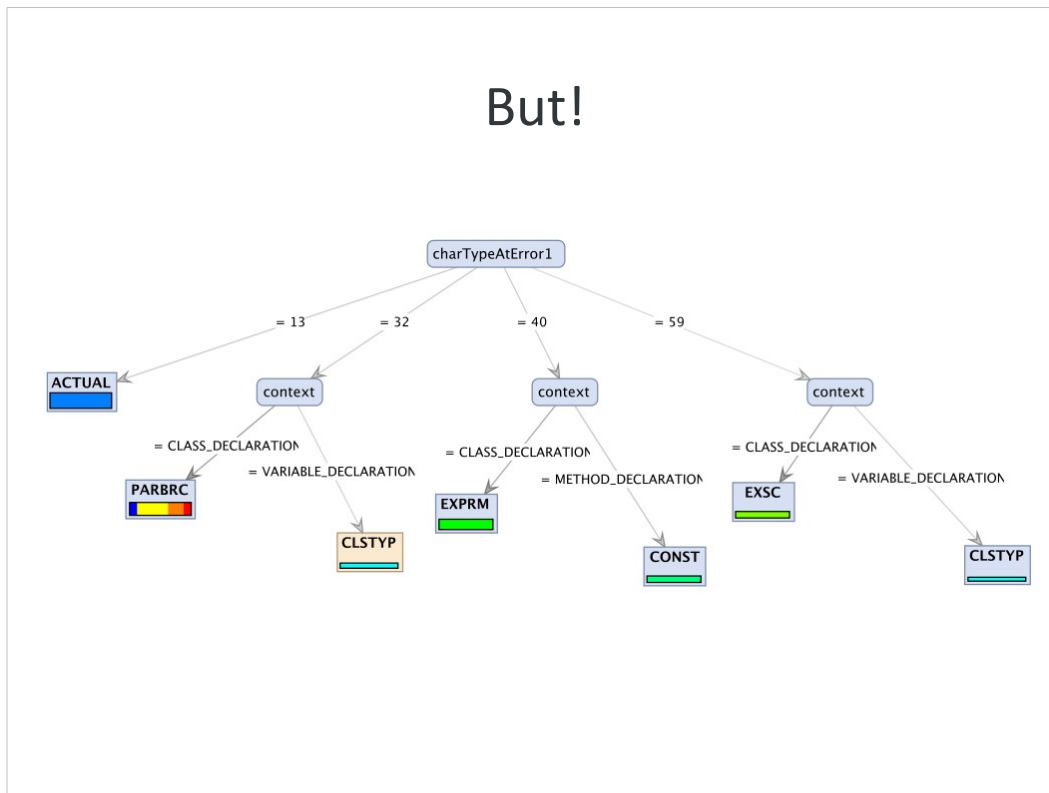 But!
charTypeAtError1
= 13
= 32
= 40
= 59
ACTUAL
context
context
context
= CLASS_DECLARATION
= VARIABLE_DECLARATION
= CLASS_DECLARATION
= METHOD_DECLARATION
= CLASS_DECLARATION
= VARIABLE_DECLARATION
PARBRC
EXPRM
EXSC
CLSTYP
CONST
CLSTYP